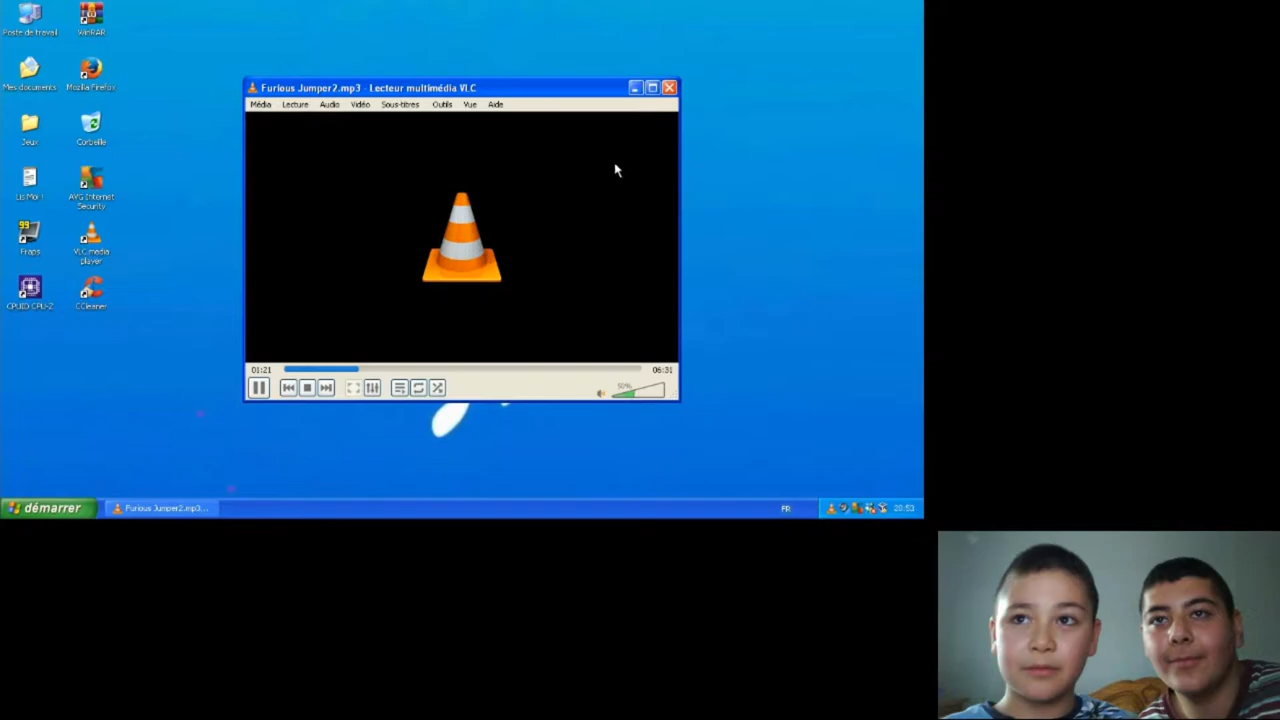 Poste de travail
WinRAR
Mes documents
Mozilla Firefox
Jeux
Corbeille
Lis Moi !
AVG Internet
Security
99
Fraps
VLC media
player
CPUID CPU-Z
CCleaner
Furious Jumper2.mp3 - Lecteur multimédia VLC
Média Lecture Audio Vidéo Sous-titres Outils Vue Aide
01:21
06:31
50%
démarrer
Furious Jumper2.mp3...
FR
20:53